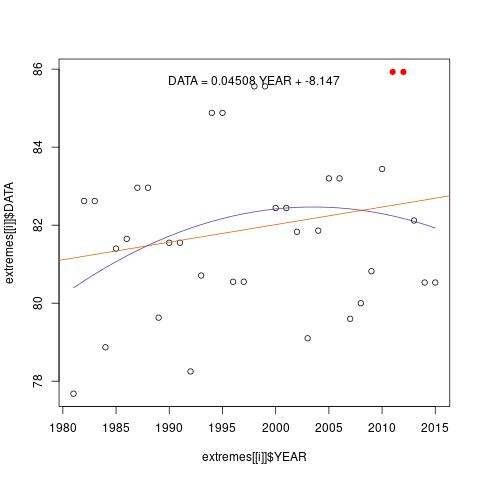 DATA = 0.04508 YEAR + -8.147
86
84
82
80
78
extremes[[i]]$DATA
1980 1985 1990 1995 2000 2005 2010 2015
extremes[[i]]$YEAR